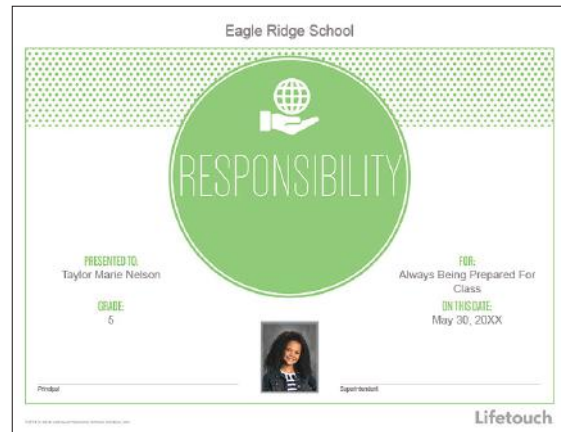 Eagle Ridge School
RESPONSIBILITY
PRESENTED TO:
Taylor Marie Nelson
GRADE:
5
FOR:
Always Being Prepared For
Class
ON THIS DATE:
May 30, 20XX
Principal
Superintendent
Lifetouch